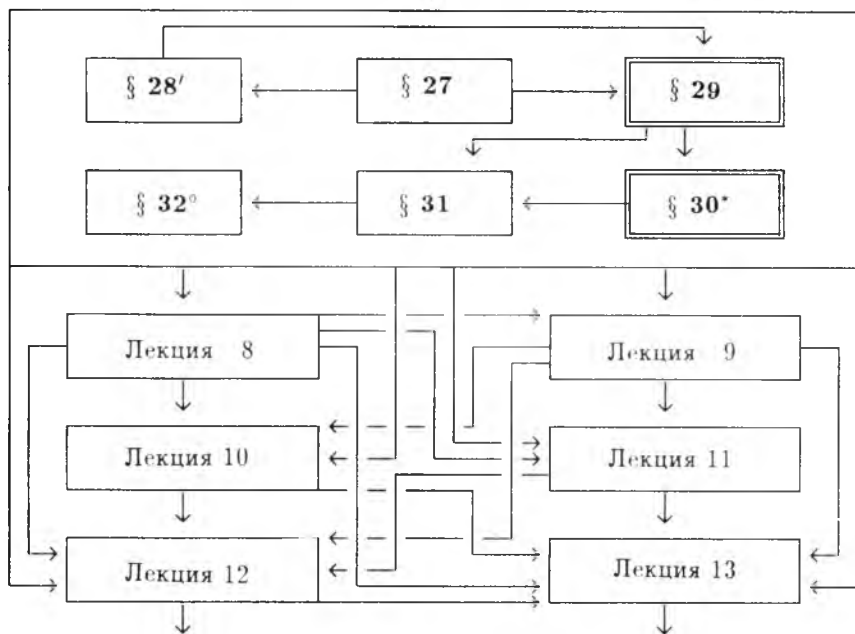 § 28′ § 27 § 29
§ 32° § 31 § 30*
Лекция 8 Лекция 9
Лекция 10 Лекция 11
Лекция 12 Лекция 13